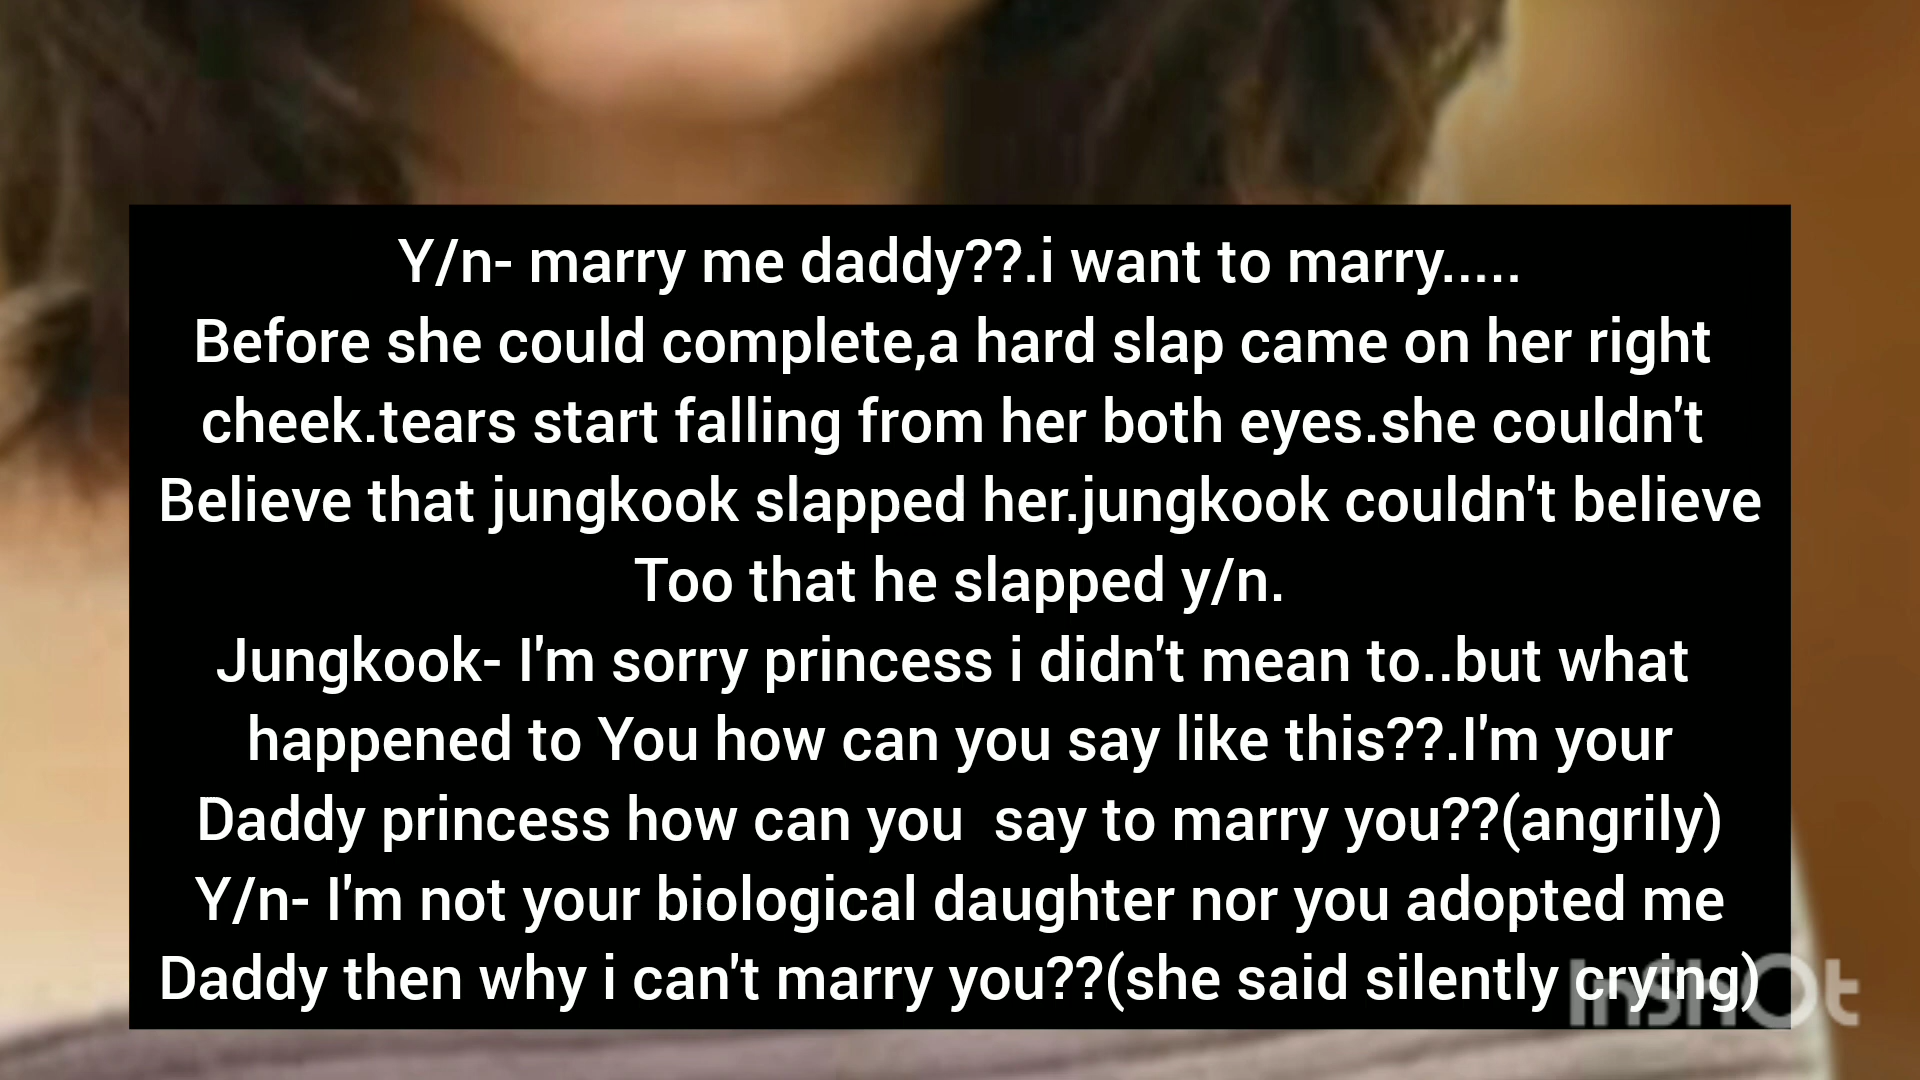 Y/n- marry me daddy??.i want to marry.....
Before she could complete,a hard slap came on her right
cheek.tears start falling from her both eyes.she couldn't
Believe that jungkook slapped her.jungkook couldn't believe
Too that he slapped y/n.
Jungkook- I'm sorry princess i didn't mean to..but what
happened to You how can you say like this??.I'm your
Daddy princess how can you  say to marry you??(angrily)
Y/n- I'm not your biological daughter nor you adopted me
Daddy then why i can't marry you??(she said silently crying)
InShOt